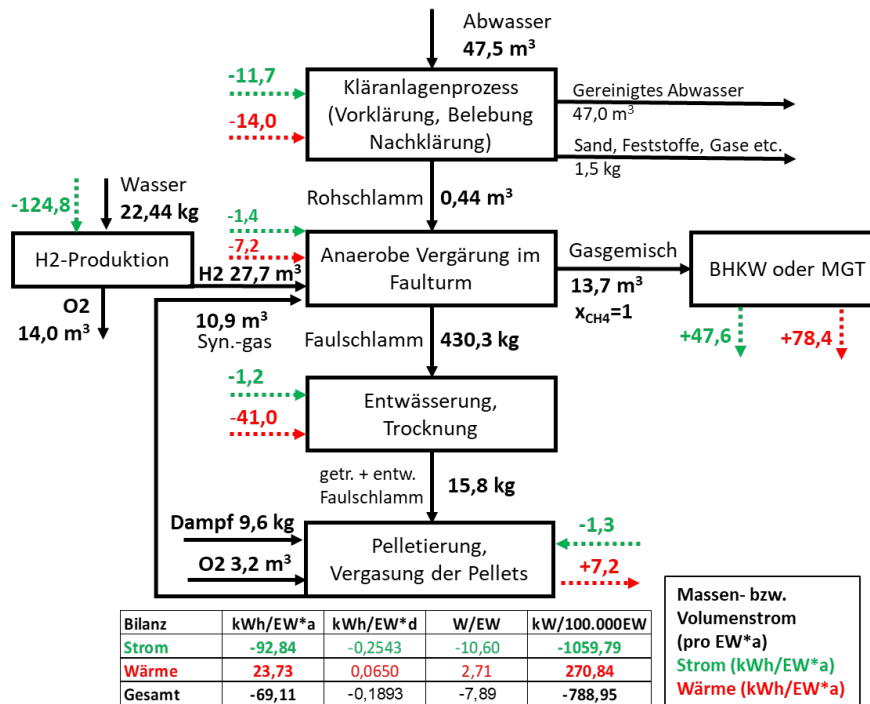 Abwasser
47,5 m³
-11,7
-14,0
Kläranlagenprozess
(Vorklärung, Belebung
Nachklärung)
Gereinigtes Abwasser
47,0 m³
Sand, Feststoffe, Gase etc.
1,5 kg
Rohschlamm
0,44 m³
-124,8
Wasser
22,44 kg
H2-Produktion
O2
14,0 m³
-1,4
-7,2
H2 27,7 m³
10,9 m³
Syn.-gas
Anaerobe Vergärung im
Faulturm
Gasgemisch
13,7 m³
xCH4=1
BHKW oder MGT
+47,6
+78,4
Faulschlamm
430,3 kg
-1,2
-41,0
Entwässerung,
Trocknung
getr. + entw.
Faulschlamm
15,8 kg
Dampf 9,6 kg
O2 3,2 m³
Pelletierung,
Vergasung der Pellets
-1,3
+7,2
Bilanz kWh/EW*a kWh/EW*d W/EW kW/100.000EW
Strom -92,84 -0,2543 -10,60 -1059,79
Wärme 23,73 0,0650 2,71 270,84
Gesamt -69,11 -0,1893 -7,89 -788,95
Massen- bzw.
Volumenstrom
(pro EW*a)
Strom (kWh/EW*a)
Wärme (kWh/EW*a)